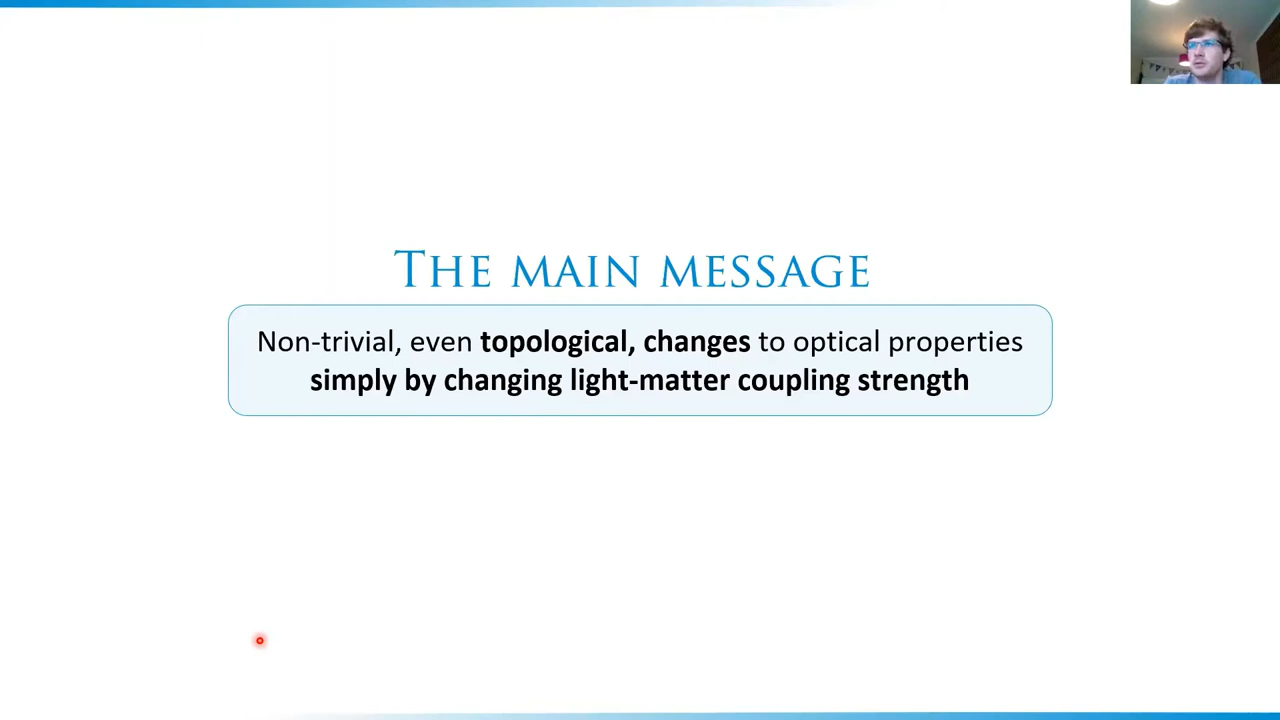 The main message
Non-trivial, even topological, changes to optical properties
simply by changing light-matter coupling strength